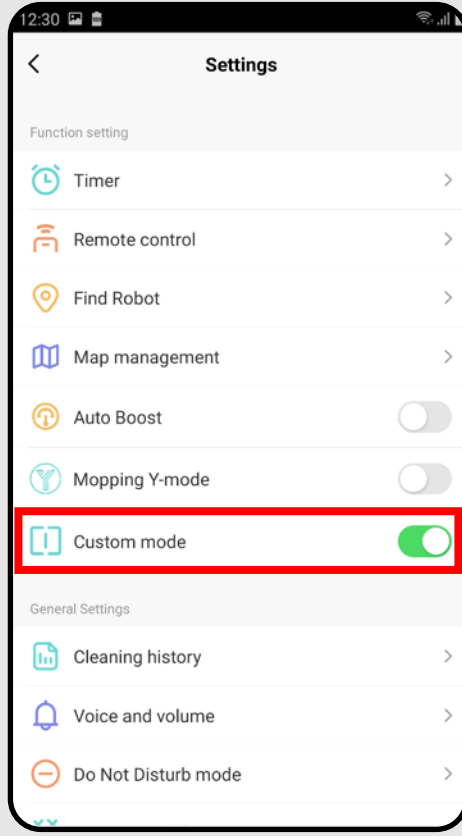 12:30
Settings
Function setting
Timer
Remote control
Find Robot
Map management
Auto Boost
Mopping Y-mode
Custom mode
General Settings
Cleaning history
Voice and volume
Do Not Disturb mode